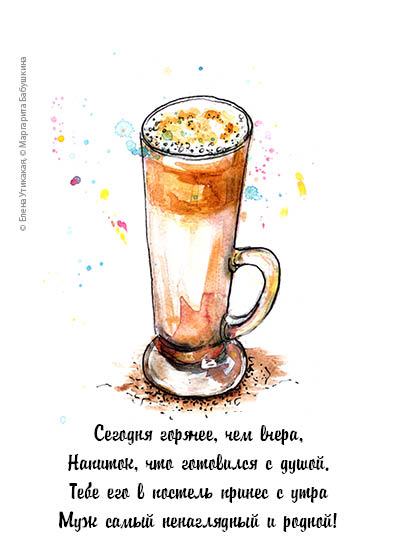 © Елена Утикакая, © Маргарита Бабушкина
Сегодня горячее, чем вчера,
Напиток, что готовился с душой.
Тебе его в постель принес с утра
Муж самый ненаглядный и родной!